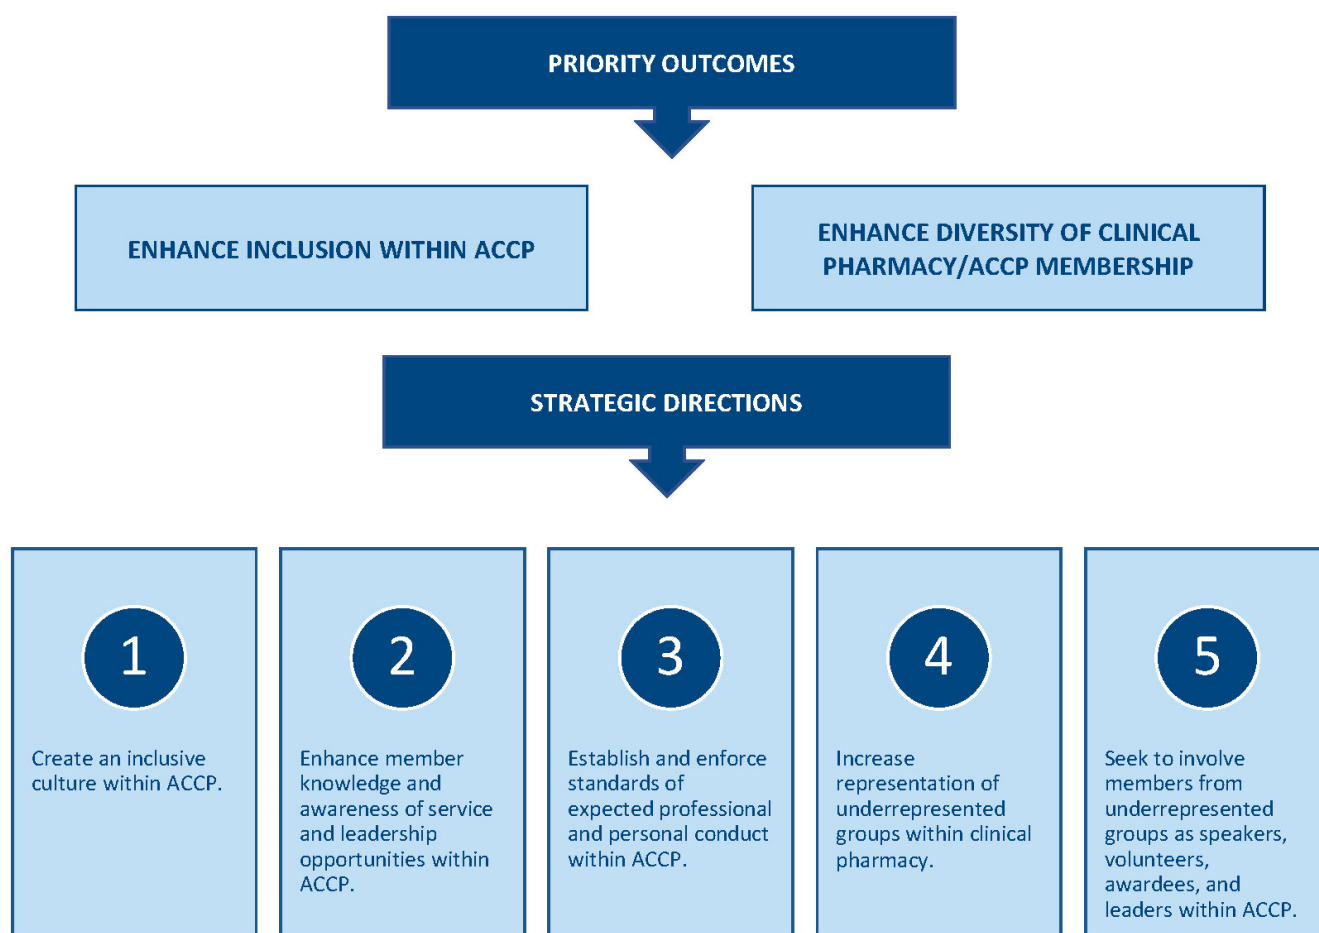 PRIORITY OUTCOMES
ENHANCE INCLUSION WITHIN ACCP
ENHANCE DIVERSITY OF CLINICAL
PHARMACY/ACCP MEMBERSHIP
STRATEGIC DIRECTIONS
1
Create an inclusive
culture within ACCP.
2
Enhance member
knowledge and
awareness of service
and leadership
opportunities within
ACCP.
3
Establish and enforce
standards of
expected professional
and personal conduct
within ACCP.
4
Increase
representation of
underrepresented
groups within clinical
pharmacy.
5
Seek to involve
members from
underrepresented
groups as speakers,
volunteers,
awardees, and
leaders within ACCP.